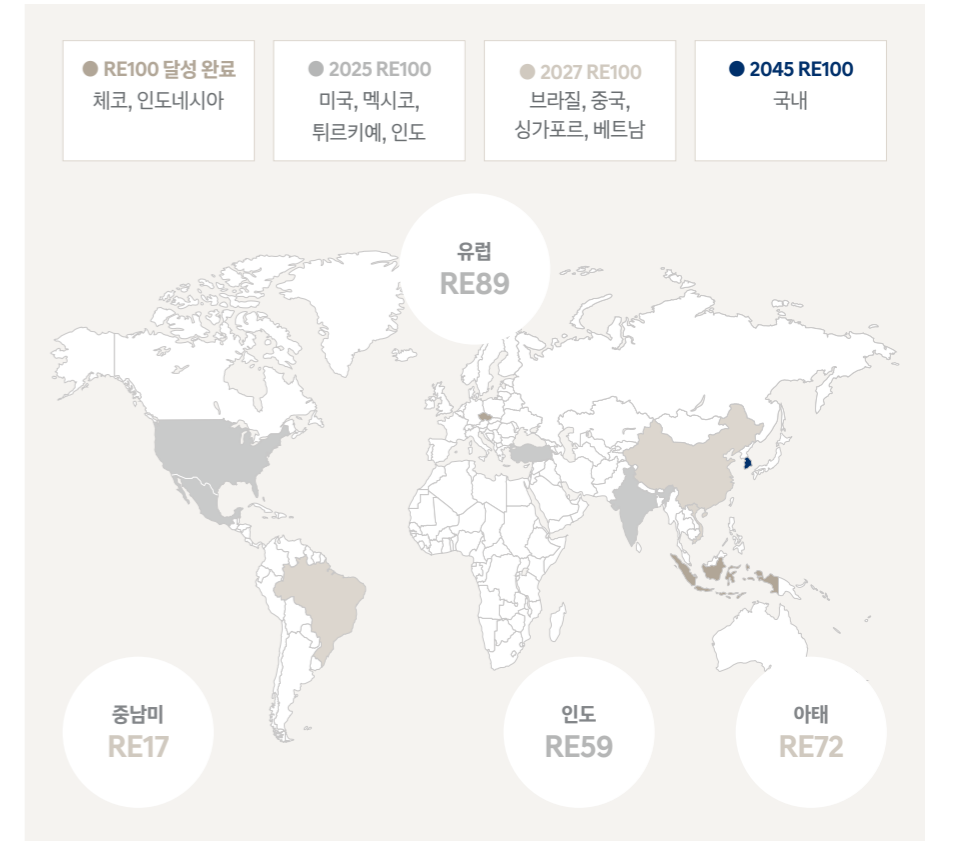 ● RE100 달성 완료
체코, 인도네시아
● 2025 RE100
미국, 멕시코,
튀르키예, 인도
● 2027 RE100
브라질, 중국,
싱가포르, 베트남
● 2045 RE100
국내
유럽
RE89
중남미
RE17
인도
RE59
아태
RE72